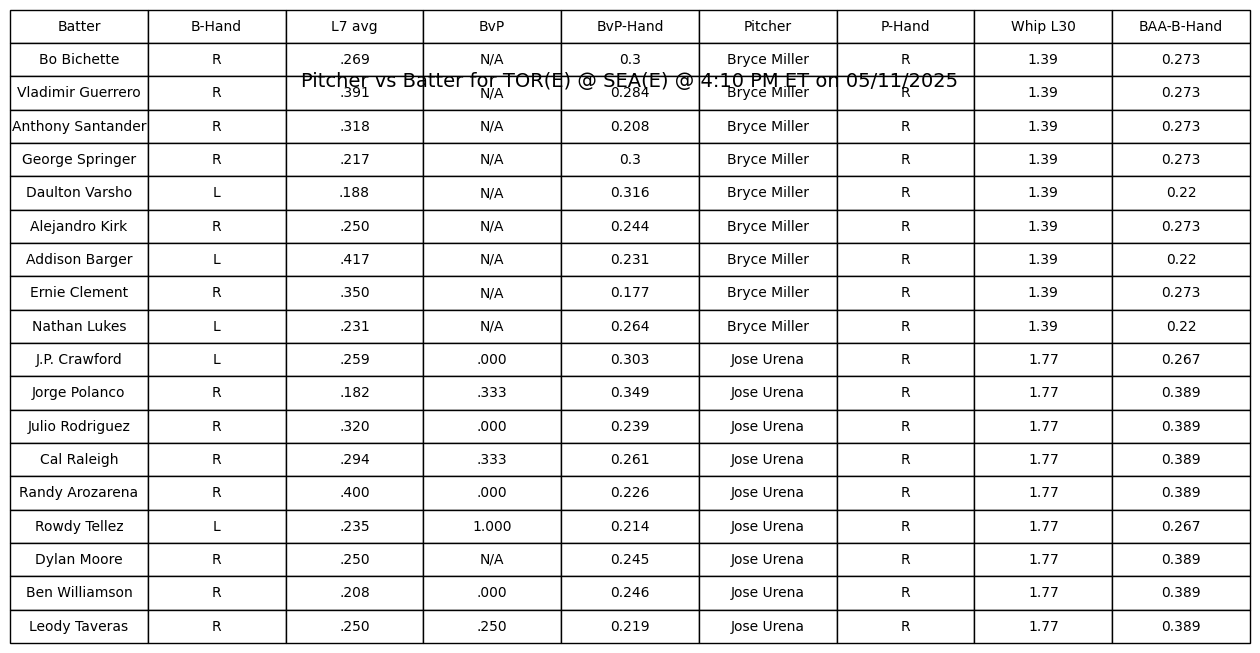 Batter B-Hand L7 avg BvP BvP-Hand Pitcher P-Hand Whip L30 BAA-B-Hand
Bo Bichette R .269 N/A 0.3 Bryce Miller R 1.39 0.273
Pitcher vs Batter for TOR(E) @ SEA(E) @ 4:10 PM ET on 05/11/2025
Vladimir Guerrero R .391 N/A 0.284 Bryce Miller R 1.39 0.273
Anthony Santander R .318 N/A 0.208 Bryce Miller R 1.39 0.273
George Springer R .217 N/A 0.3 Bryce Miller R 1.39 0.273
Daulton Varsho L .188 N/A 0.316 Bryce Miller R 1.39 0.22
Alejandro Kirk R .250 N/A 0.244 Bryce Miller R 1.39 0.273
Addison Barger L .417 N/A 0.231 Bryce Miller R 1.39 0.22
Ernie Clement R .350 N/A 0.177 Bryce Miller R 1.39 0.273
Nathan Lukes L .231 N/A 0.264 Bryce Miller R 1.39 0.22
J.P. Crawford L .259 .000 0.303 Jose Urena R 1.77 0.267
Jorge Polanco R .182 .333 0.349 Jose Urena R 1.77 0.389
Julio Rodriguez R .320 .000 0.239 Jose Urena R 1.77 0.389
Cal Raleigh R .294 .333 0.261 Jose Urena R 1.77 0.389
Randy Arozarena R .400 .000 0.226 Jose Urena R 1.77 0.389
Rowdy Tellez L .235 1.000 0.214 Jose Urena R 1.77 0.267
Dylan Moore R .250 N/A 0.245 Jose Urena R 1.77 0.389
Ben Williamson R .208 .000 0.246 Jose Urena R 1.77 0.389
Leody Taveras R .250 .250 0.219 Jose Urena R 1.77 0.389